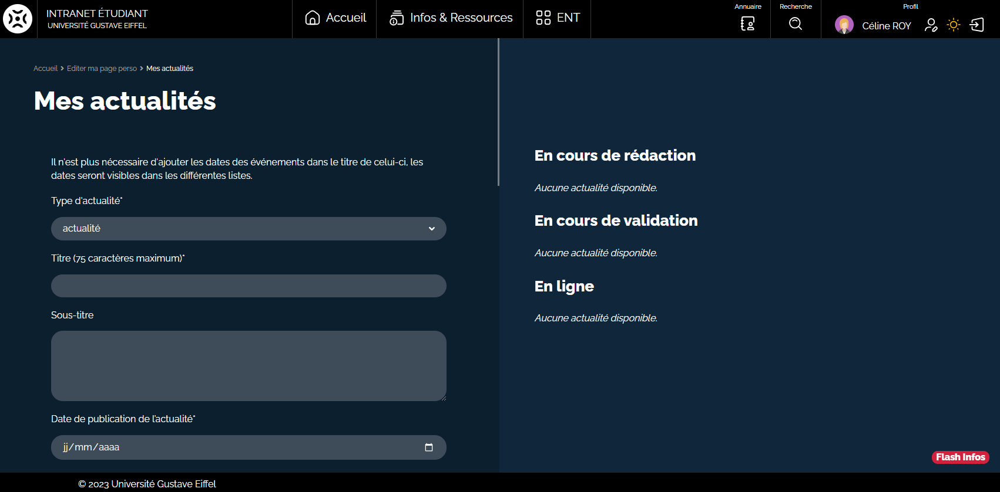 INTRANET ÉTUDIANT
UNIVERSITÉ GUSTAVE EIFFEL
Accueil
Infos & Ressources
ENT
Annuaire
Recherche
Profil
Céline ROY
Accueil > Editer ma page perso > Mes actualités
Mes actualités
Il n'est plus nécessaire d'ajouter les dates des événements dans le titre de celui-ci, les
dates seront visibles dans les différentes listes.
Type d'actualité*
actualité
Titre (75 caractères maximum)*
Sous-titre
Date de publication de l'actualité*
jj/mm/aaaa
En cours de rédaction
Aucune actualité disponible.
En cours de validation
Aucune actualité disponible.
En ligne
Aucune actualité disponible.
Flash Infos
© 2023 Université Gustave Eiffel